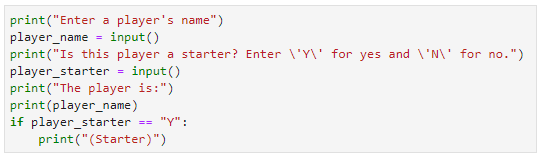 print("Enter a player's name")
player_name = input()
print("Is this player a starter? Enter \'Y\' for yes and \'N\' for no.")
player_starter = input()
print("The player is:")
print(player_name)
if player_starter == "Y":
    print("(Starter)")